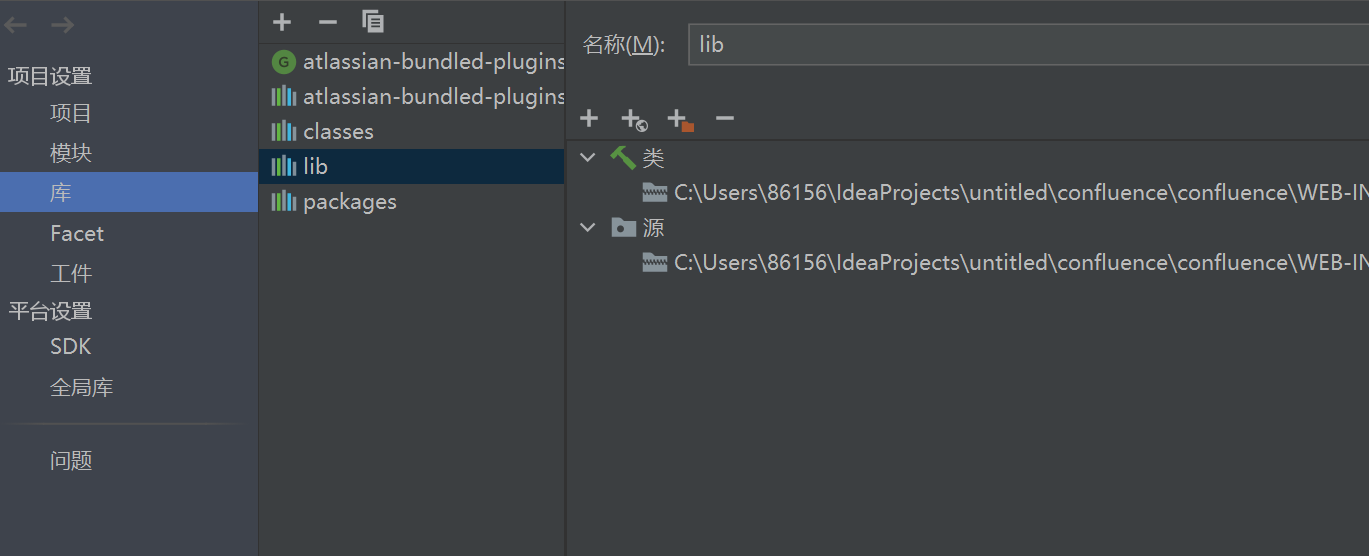 项目设置
项目
模块
库
Facet
工件
平台设置
SDK
全局库
问题
G atlassian-bundled-plugins
atlassian-bundled-plugins
classes
lib
packages
名称(M): lib
类
C:\Users\86156\IdeaProjects\untitled\confluence\confluence\WEB-IN
源
C:\Users\86156\IdeaProjects\untitled\confluence\confluence\WEB-IN